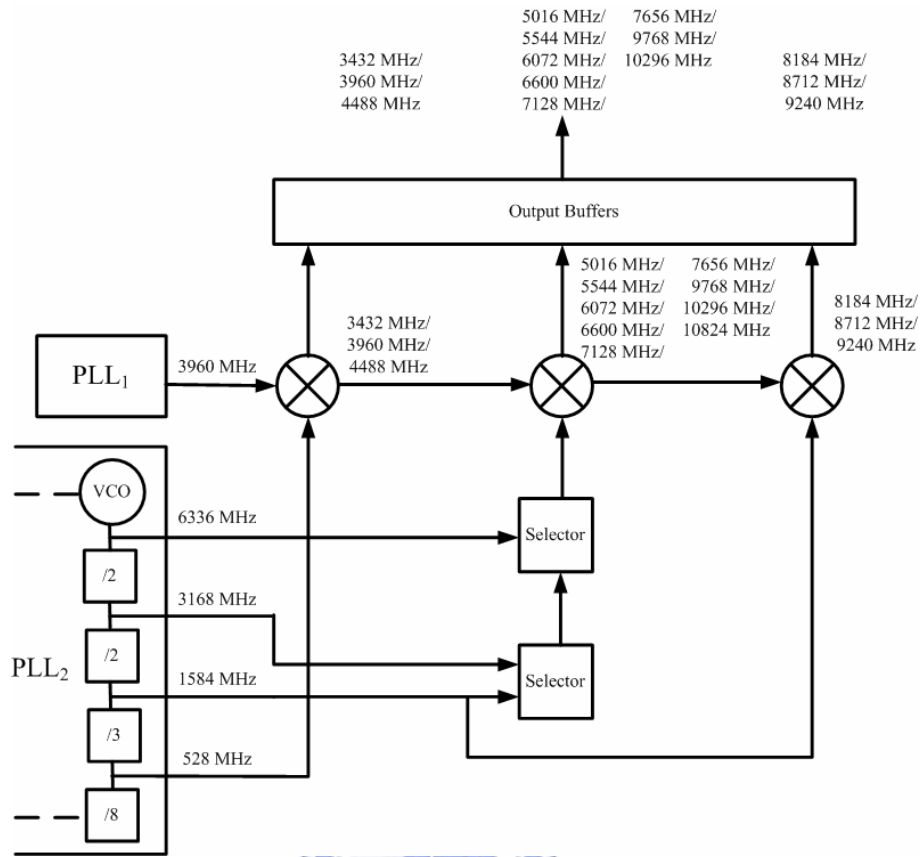 3432 MHz/
3960 MHz/
4488 MHz
5016 MHz/
5544 MHz/
6072 MHz/
6600 MHz/
7128 MHz/
7656 MHz/
9768 MHz/
10296 MHz
8184 MHz/
8712 MHz/
9240 MHz
Output Buffers
3432 MHz/
3960 MHz/
4488 MHz
5016 MHz/
5544 MHz/
6072 MHz/
6600 MHz/
7128 MHz/
7656 MHz/
9768 MHz/
10296 MHz/
10824 MHz
8184 MHz/
8712 MHz/
9240 MHz
PLL₁
3960 MHz
VCO
6336 MHz
Selector
/2
3168 MHz
/2
PLL₂
1584 MHz
Selector
/3
528 MHz
/8